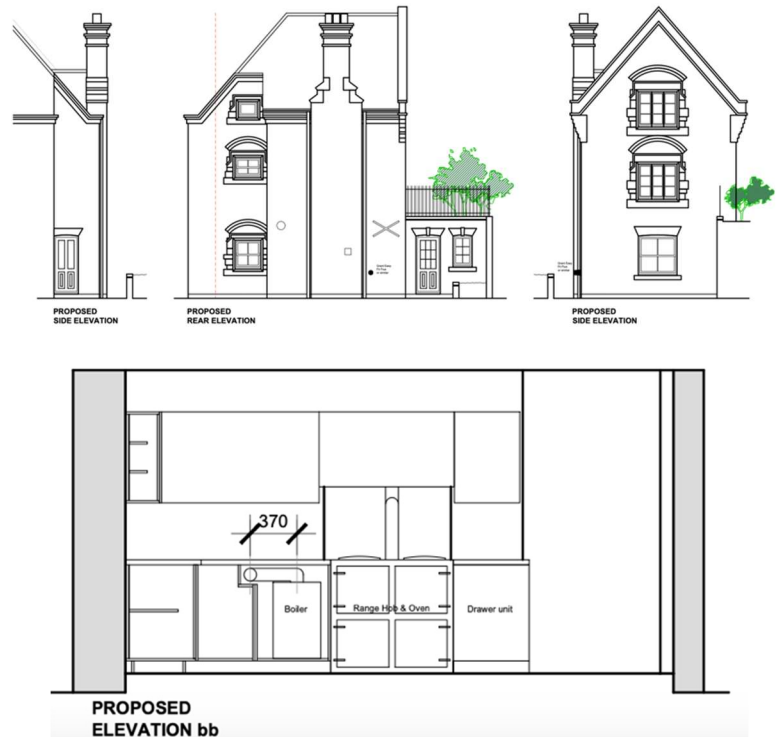 PROPOSED
SIDE ELEVATION
PROPOSED
REAR ELEVATION
PROPOSED
SIDE ELEVATION
370
Boiler
Range Hob & Oven
Drawer unit
PROPOSED
ELEVATION bb